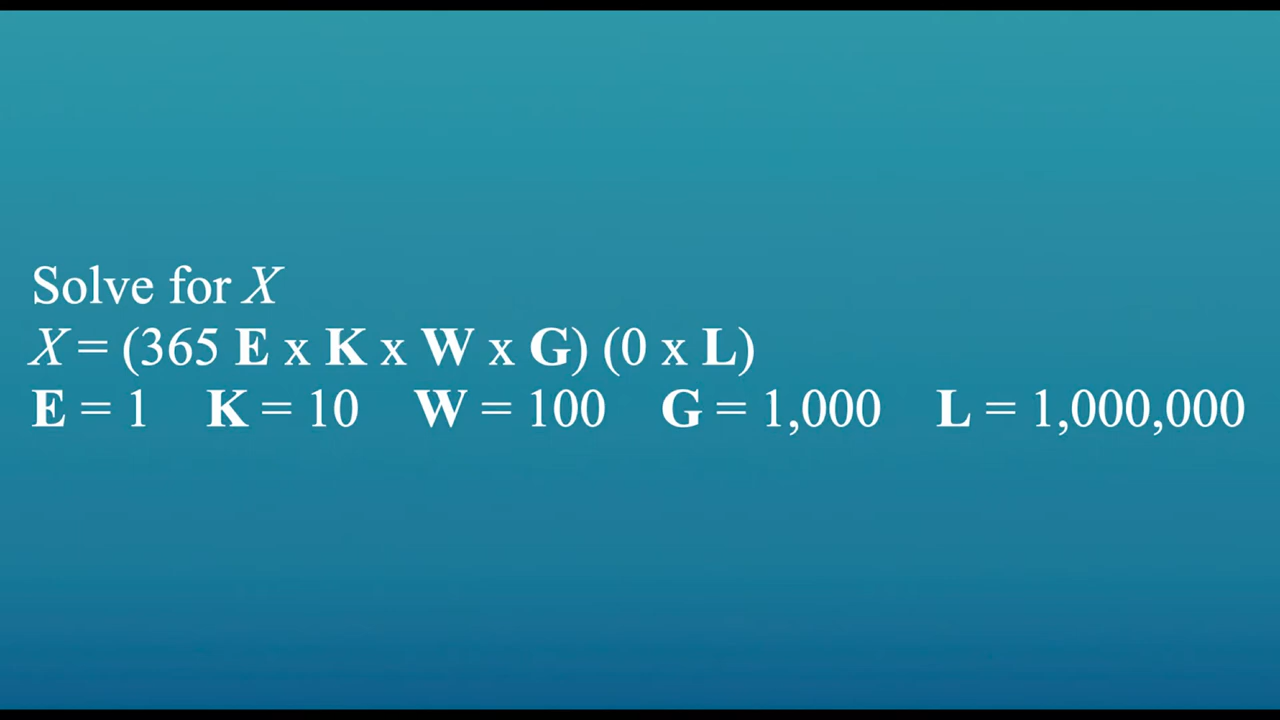 Solve for X
X = (365 E x K x W x G) (0 x L)
E = 1 K = 10 W = 100 G = 1,000 L = 1,000,000